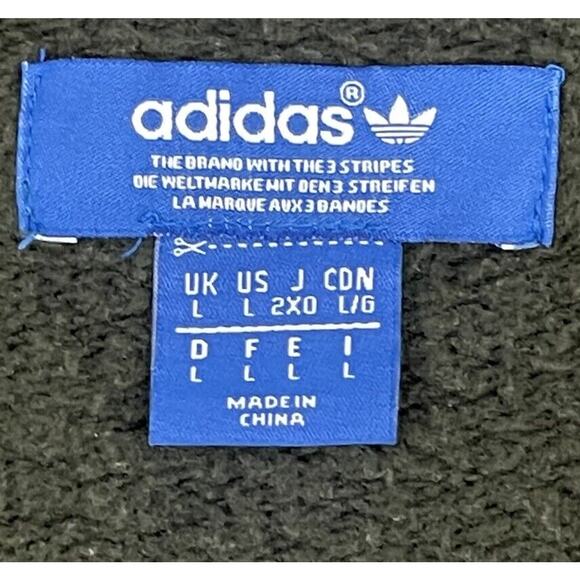 adidas®
THE BRAND WITH THE 3 STRIPES
DIE WELTMARKE MIT DEN 3 STREIFEN
LA MARQUE AUX 3 BANDES
UK US J CDN
L L 2XO L/G
D F E I
L L L L
MADE IN
CHINA